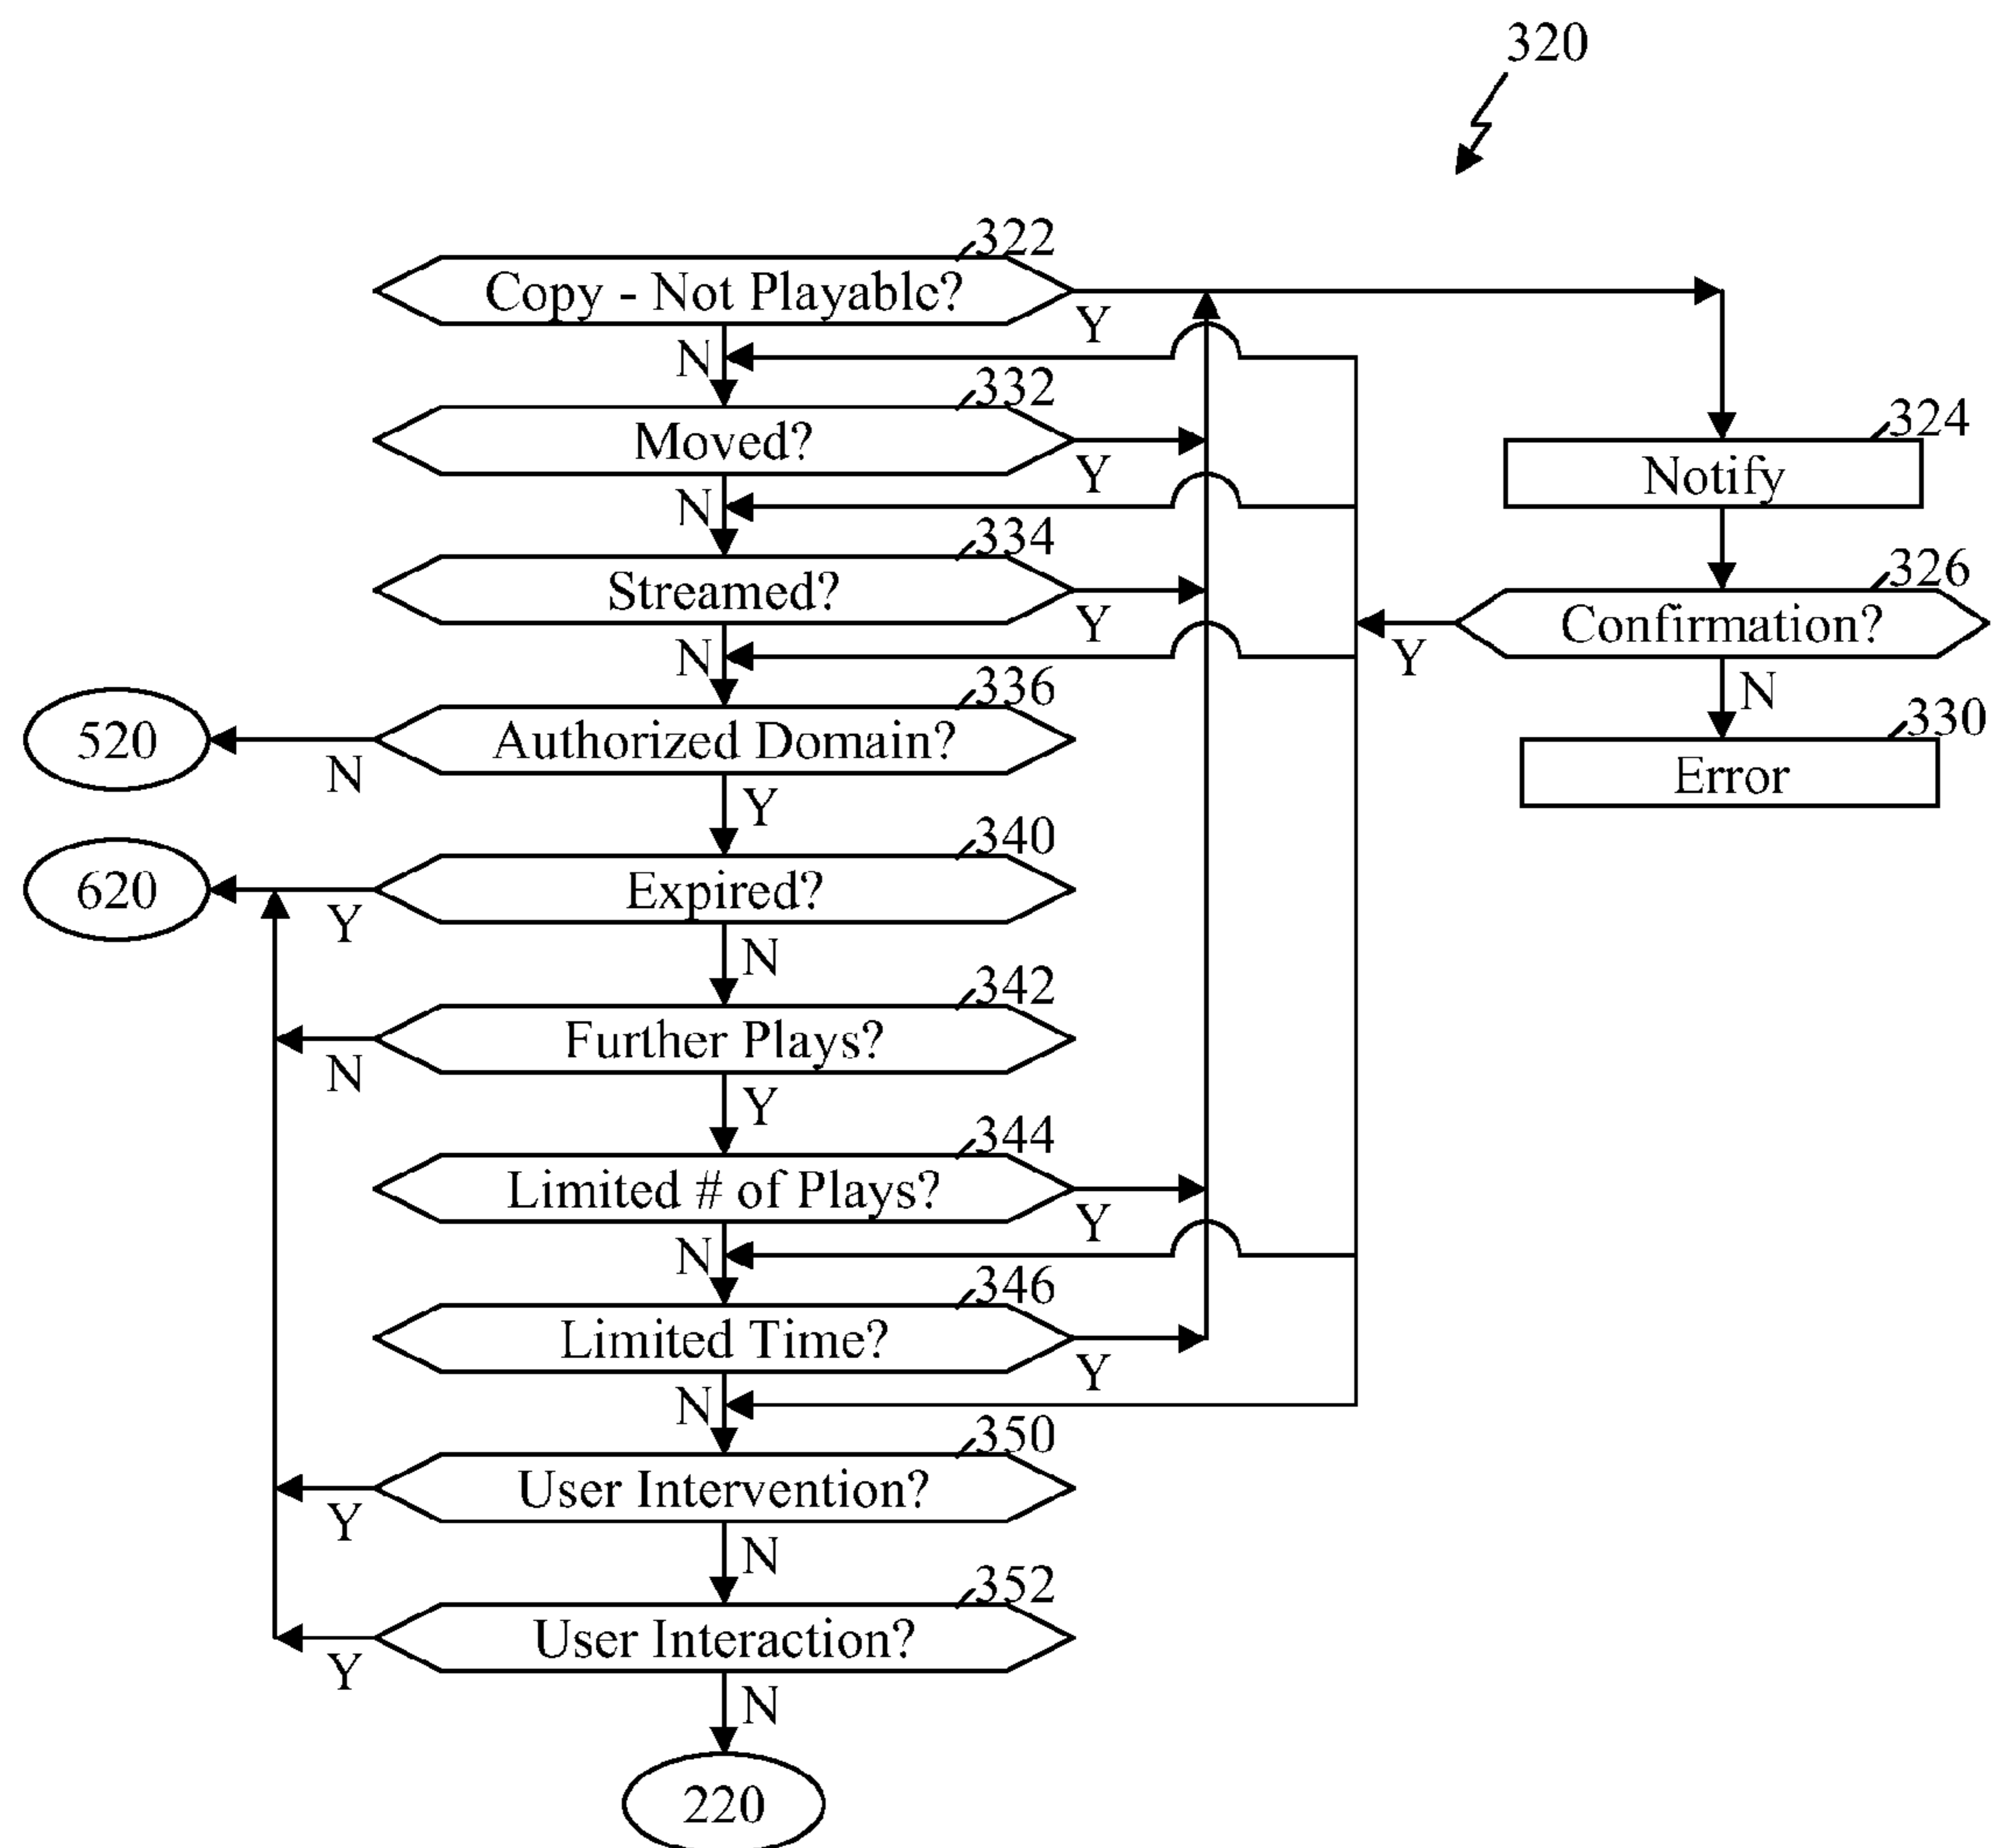 320
322
Copy - Not Playable?
Y
N
332
Moved?
Y
N
324
Notify
334
Streamed?
Y
N
326
Confirmation?
Y
N
336
Authorized Domain?
520
N
Y
330
Error
340
Expired?
620
Y
N
342
Further Plays?
N
Y
344
Limited # of Plays?
Y
N
346
Limited Time?
Y
N
350
User Intervention?
Y
N
352
User Interaction?
Y
N
220